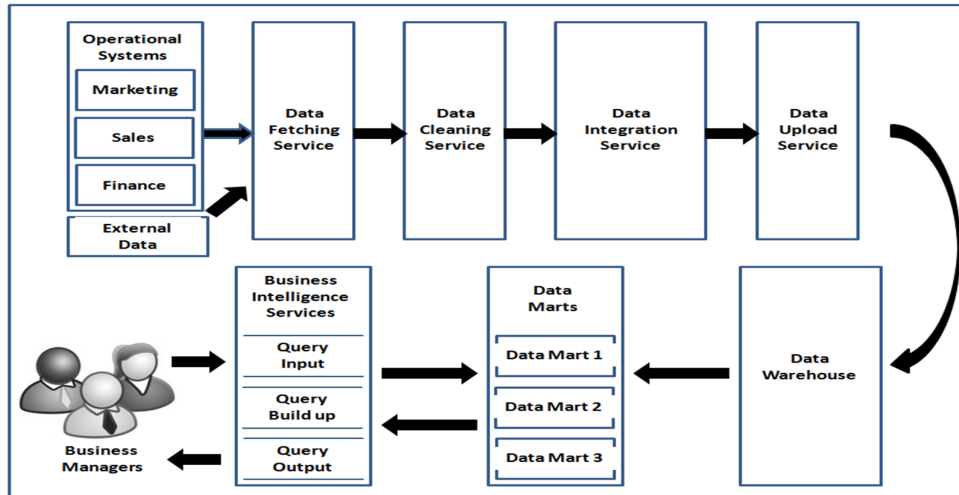 Operational
Systems
Marketing
Sales
Finance
External
Data
Data
Fetching
Service
Data
Cleaning
Service
Data
Integration
Service
Data
Upload
Service
Business
Managers
Business
Intelligence
Services
Query
Input
Query
Build up
Query
Output
Data
Marts
Data Mart 1
Data Mart 2
Data Mart 3
Data
Warehouse